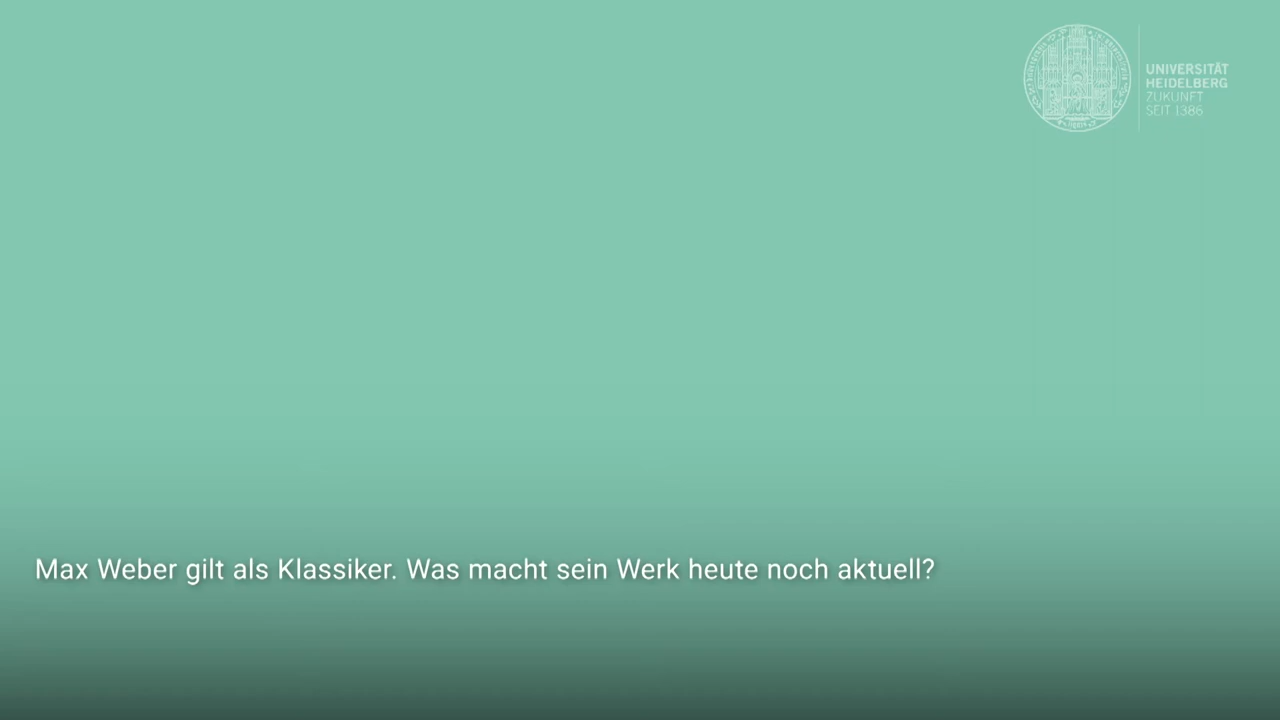 UNIVERSITÄT
HEIDELBERG
ZUKUNFT
SEIT 1386
Max Weber gilt als Klassiker. Was macht sein Werk heute noch aktuell?